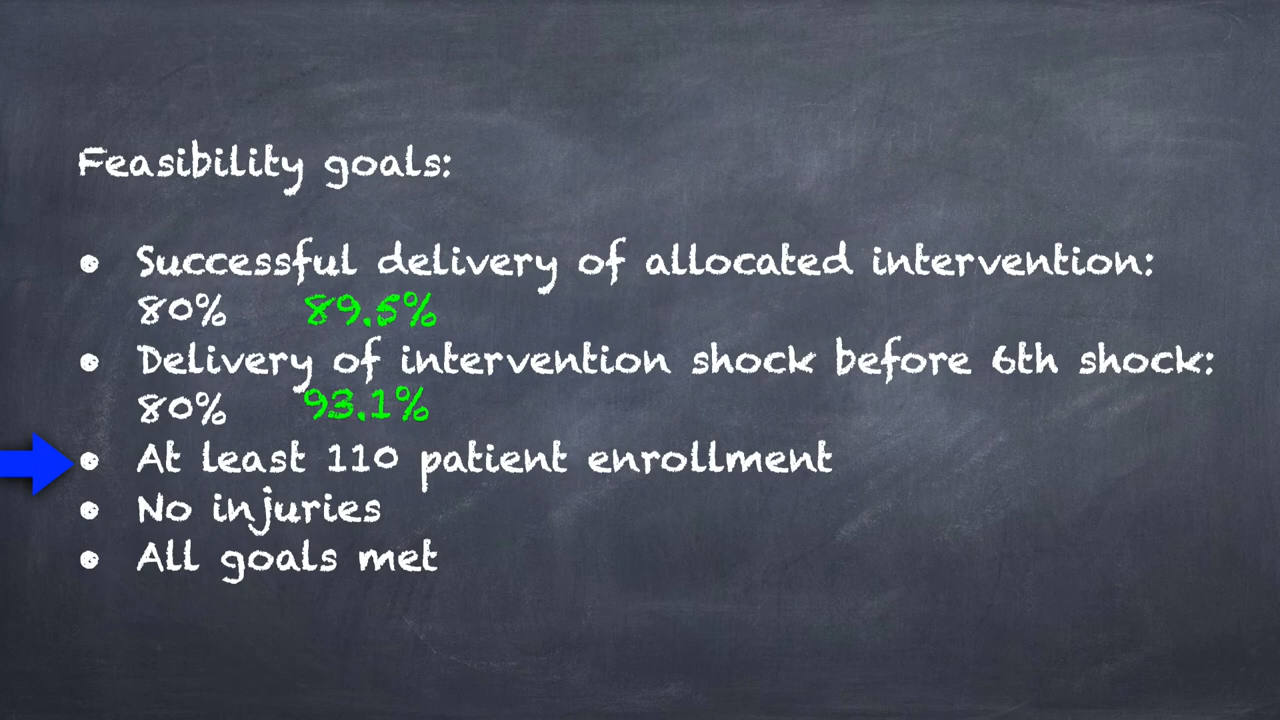 Feasibility goals:
• Successful delivery of allocated intervention:
80% 89.5%
• Delivery of intervention shock before 6th shock:
80% 93.1%
• At least 110 patient enrollment
• No injuries
• All goals met